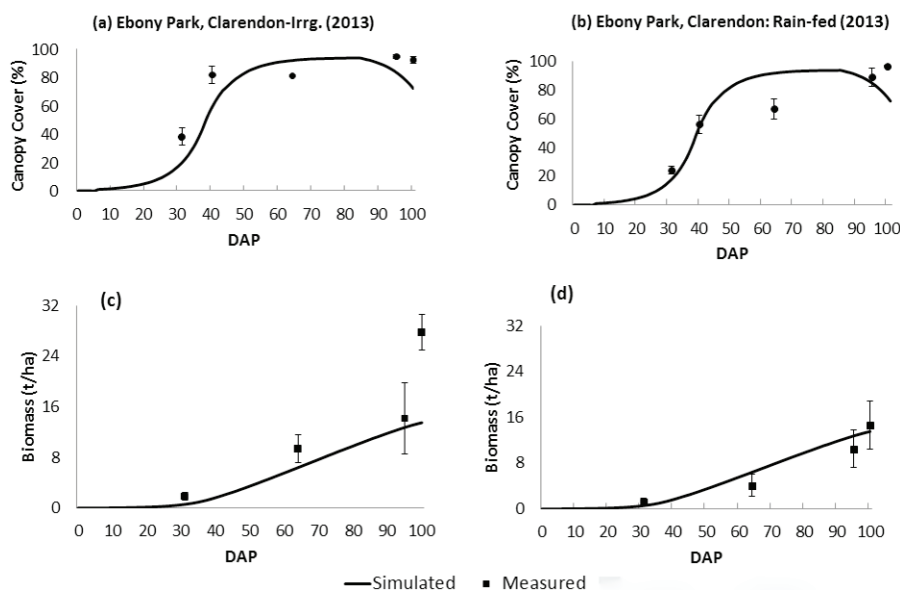 (a) Ebony Park, Clarendon-Irrg. (2013)
Canopy Cover (%)
100
80
60
40
20
0
0 10 20 30 40 50 60 70 80 90 100
DAP
(b) Ebony Park, Clarendon: Rain-fed (2013)
Canopy Cover (%)
100
80
60
40
20
0
0 10 20 30 40 50 60 70 80 90 100
DAP
(c)
Biomass (t/ha)
32
24
16
8
0
0 10 20 30 40 50 60 70 80 90 100
DAP
(d)
Biomass (t/ha)
32
24
16
8
0
0 10 20 30 40 50 60 70 80 90 100
DAP
Simulated Measured